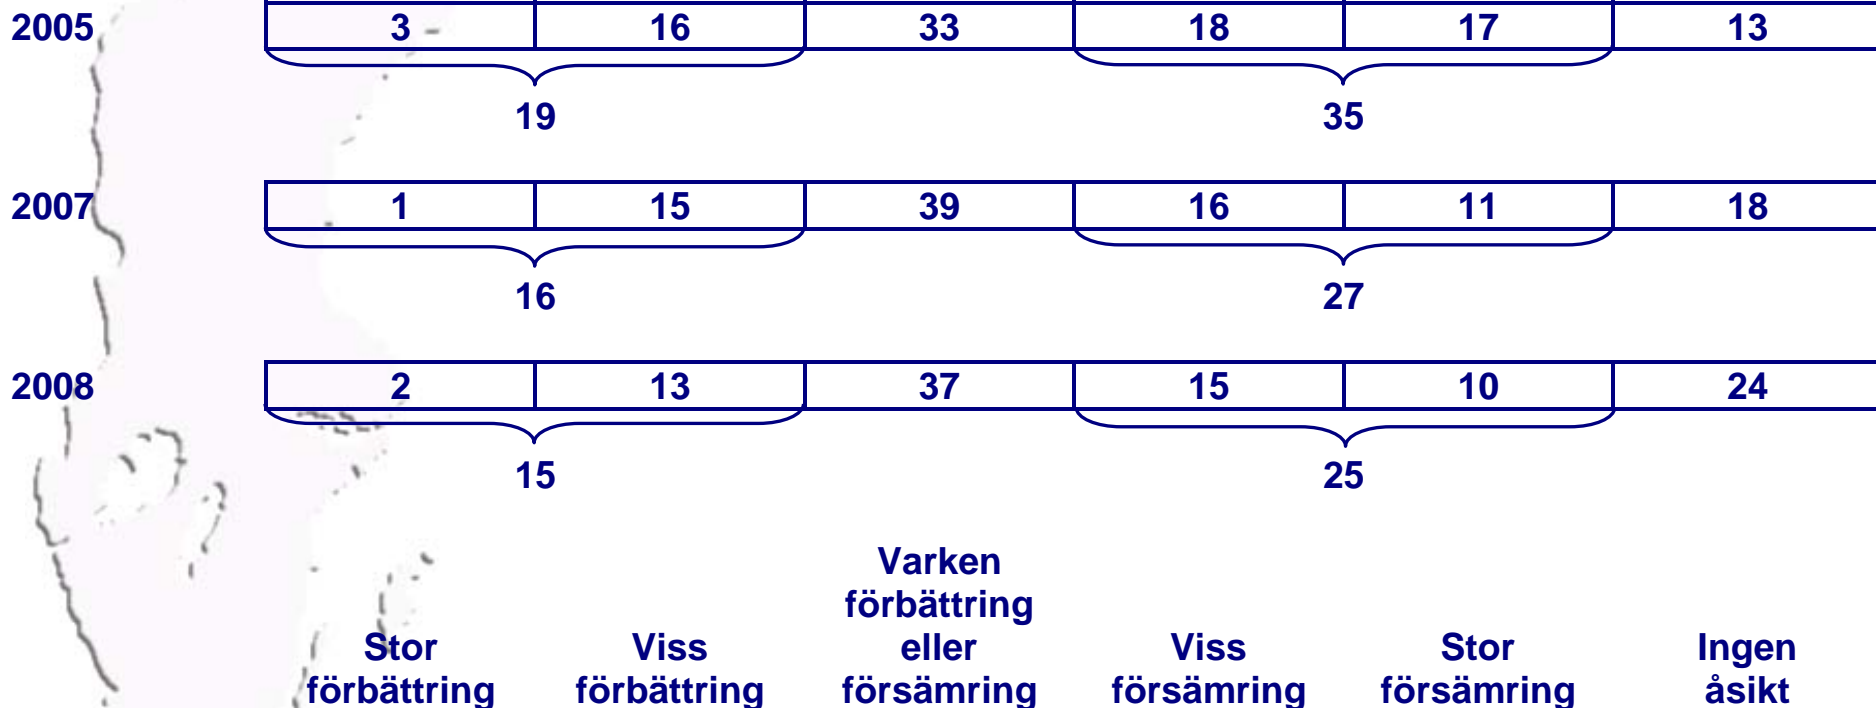 2005 3 16 33 18 17 13
19 35
2007 1 15 39 16 11 18
16 27
2008 2 13 37 15 10 24
15 25
Stor
förbättring
Viss
förbättring
Varken
förbättring
eller
försämring
Viss
försämring
Stor
försämring
Ingen
åsikt